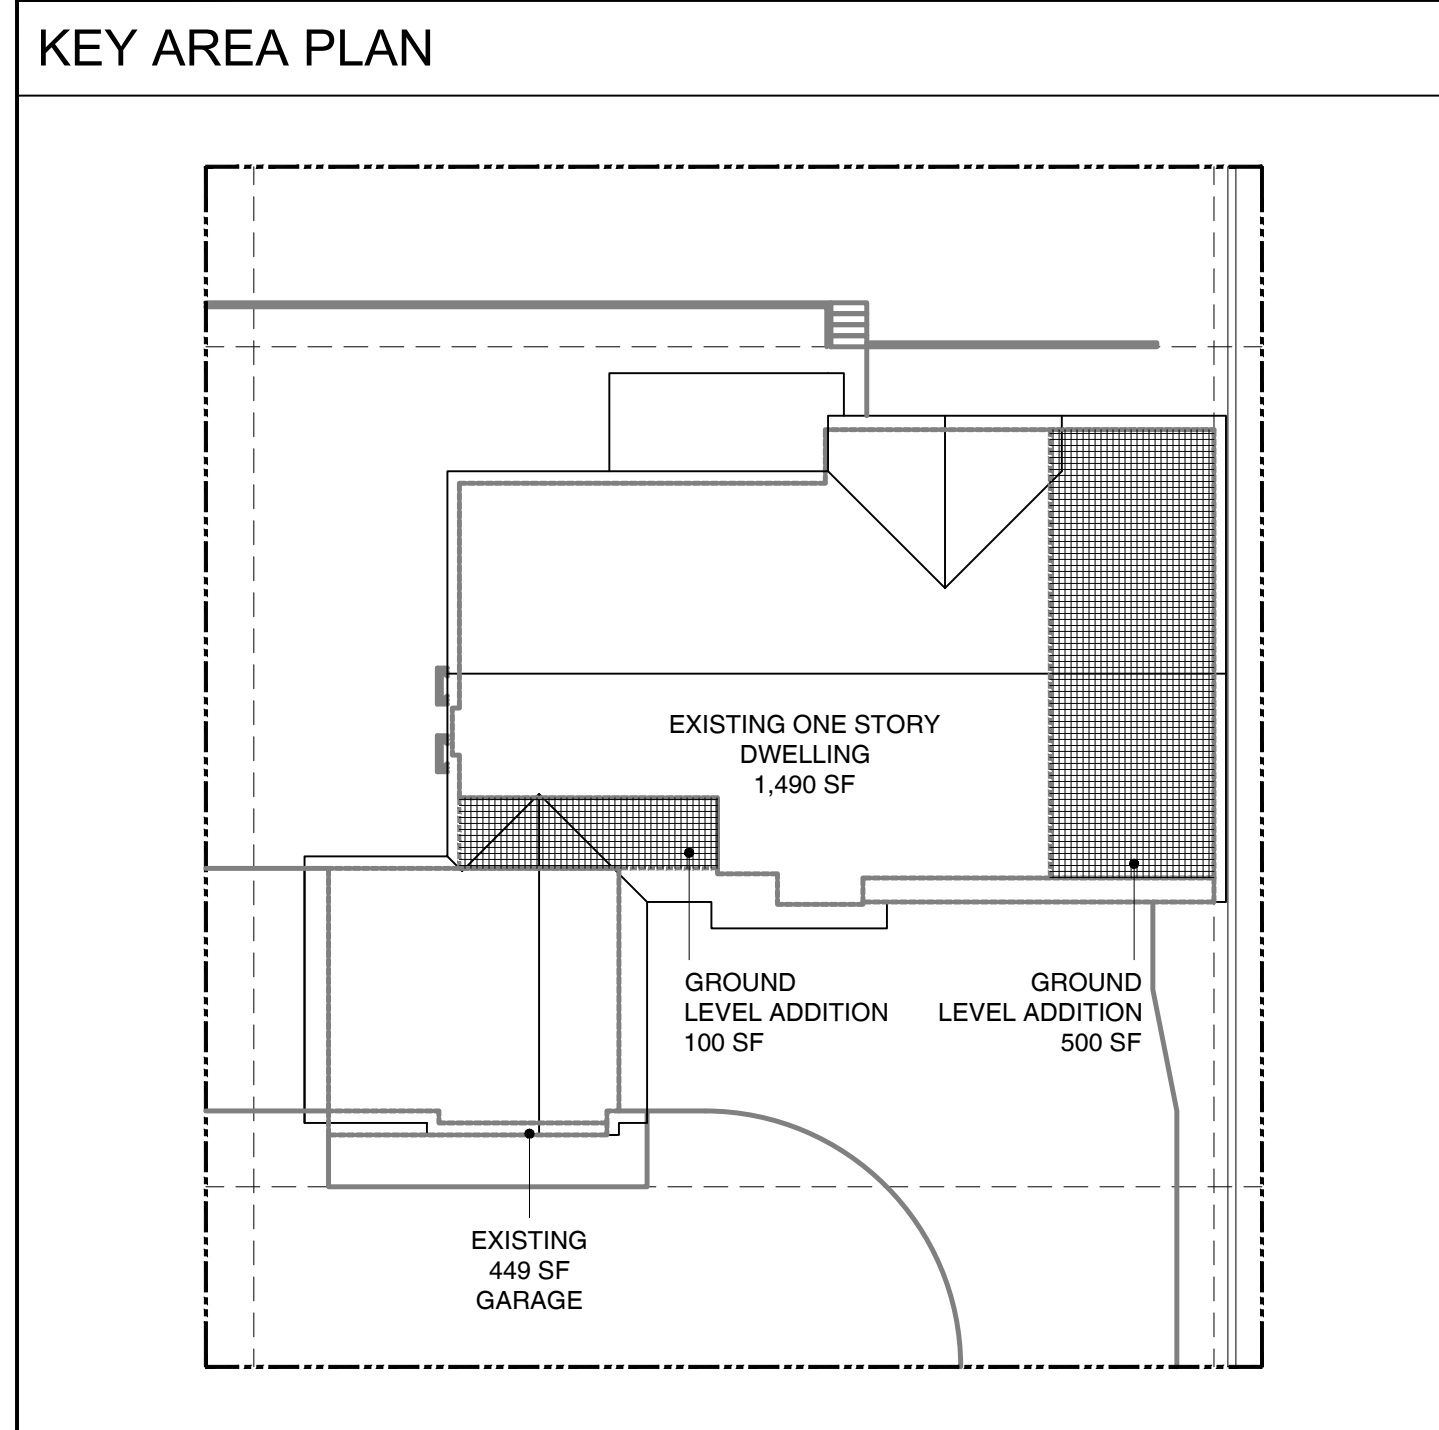 KEY AREA PLAN
EXISTING ONE STORY
DWELLING
1,490 SF
GROUND
LEVEL ADDITION
100 SF
GROUND
LEVEL ADDITION
500 SF
EXISTING
449 SF
GARAGE